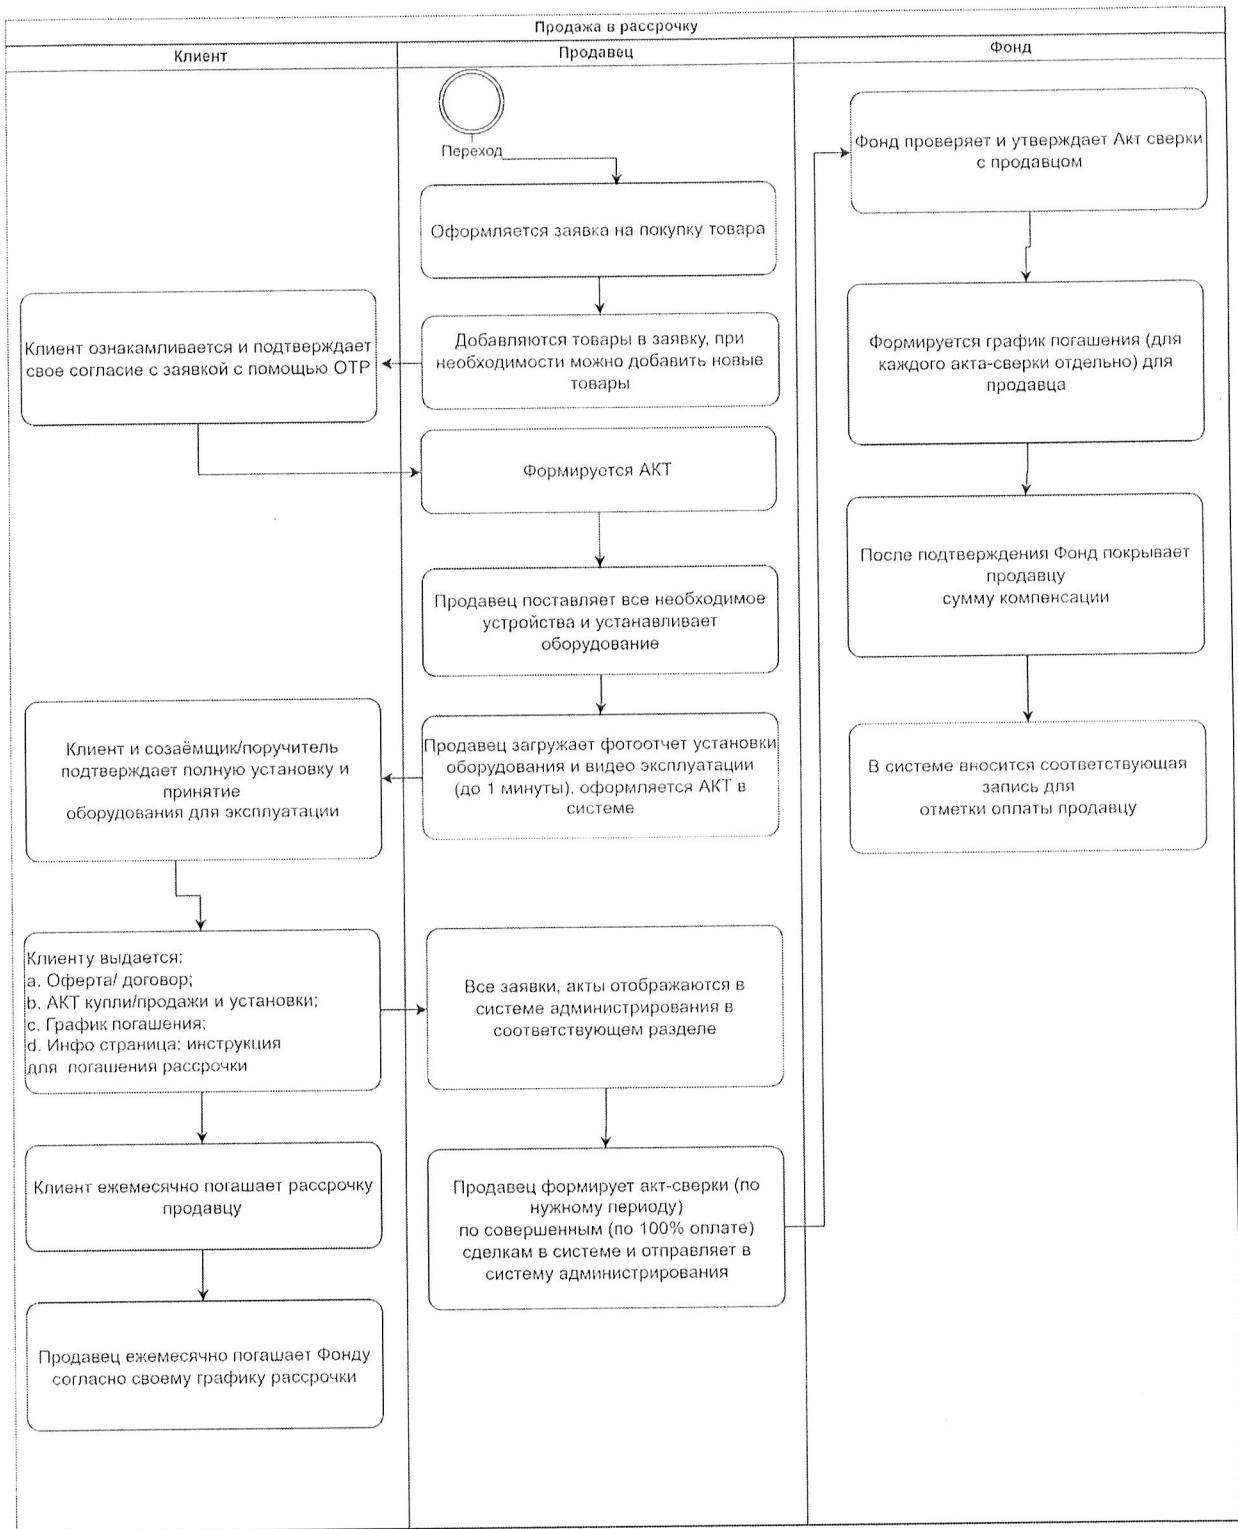 Продажа в рассрочку
Клиент
Продавец
Фонд
Переход
Оформляется заявка на покупку товара
Добавляются товары в заявку, при
необходимости можно добавить новые
товары
Клиент ознакамливается и подтверждает
свое согласие с заявкой с помощью ОТР
Формируется АКТ
Продавец поставляет все необходимое
устройства и устанавливает
оборудование
Продавец загружает фотоотчет установки
оборудования и видео эксплуатации
(до 1 минуты), оформляется АКТ в
системе
Клиент и созаёмщик/поручитель
подтверждает полную установку и
принятие
оборудования для эксплуатации
Клиенту выдается:
a. Оферта/ договор;
b. АКТ купли/продажи и установки;
c. График погашения;
d. Инфо страница: инструкция
для погашения рассрочки
Все заявки, акты отображаются в
системе администрирования в
соответствующем разделе
Клиент ежемесячно погашает рассрочку
продавцу
Продавец ежемесячно погашает Фонду
согласно своему графику рассрочки
Продавец формирует акт-сверки (по
нужному периоду)
по совершенным (по 100% оплате)
сделкам в системе и отправляет в
систему администрирования
Фонд проверяет и утверждает Акт сверки
с продавцом
Формируется график погашения (для
каждого акта-сверки отдельно) для
продавца
После подтверждения Фонд покрывает
продавцу
сумму компенсации
В системе вносится соответствующая
запись для
отметки оплаты продавцу